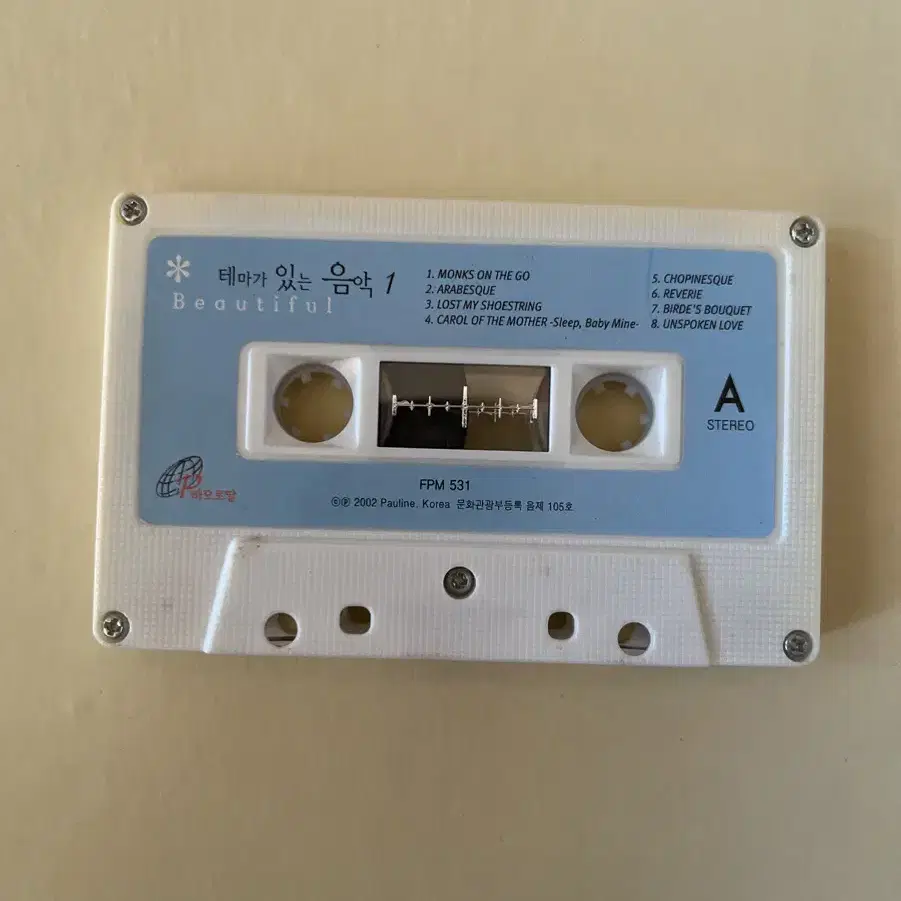 테마가 있는 음악 1
* Beautiful
1. MONKS ON THE GO
2. ARABESQUE
3. LOST MY SHOESTRING
4. CAROL OF THE MOTHER -Sleep, Baby Mine-
5. CHOPINESQUE
6. REVERIE
7. BIRDE'S BOUQUET
8. UNSPOKEN LOVE
A
STEREO
바오로딸
FPM 531
ⓒⓟ 2002 Pauline. Korea 문화관광부등록 음제 105호